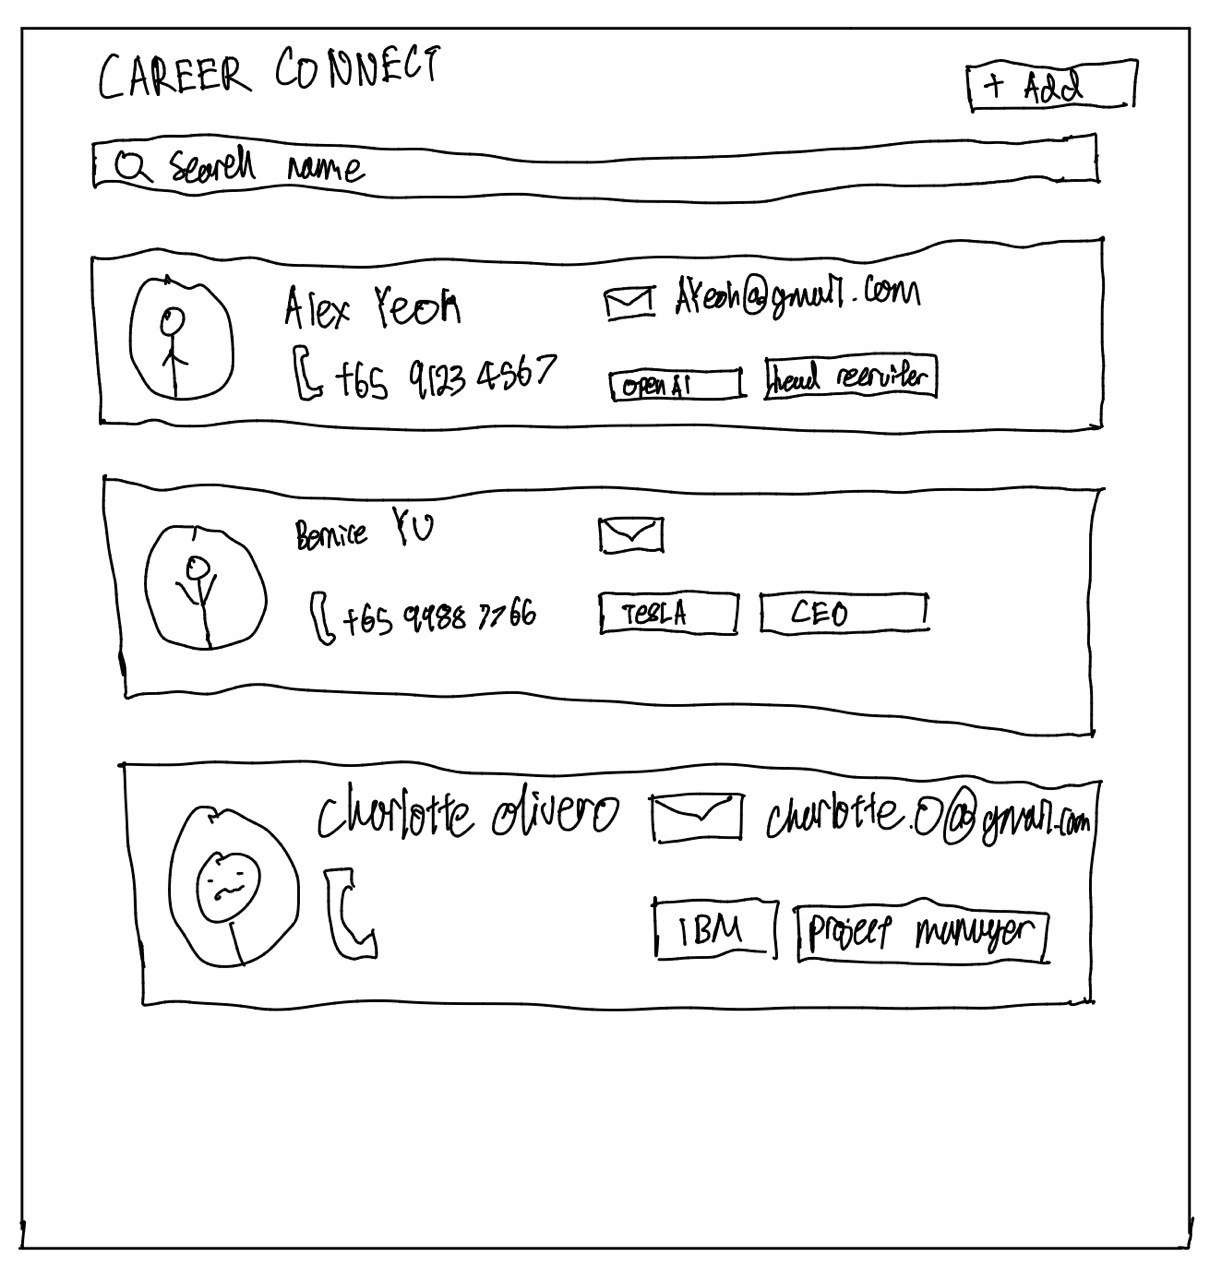 CAREER CONNECT
+ Add
Search name
Alex Yeoh
AYeoh@gmail.com
+65 9123 4567
OPEN AI
head recruiter
Bernice YU
+65 9988 7766
TESLA
CEO
Charlotte Olivero
charlotte.O@gmail.com
IBM
project manager